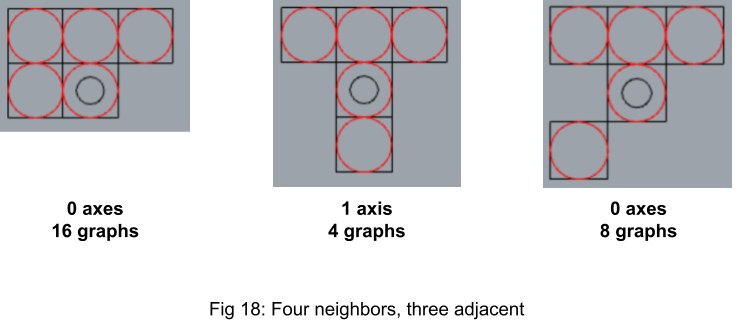 0 axes
16 graphs
1 axis
4 graphs
0 axes
8 graphs
Fig 18: Four neighbors, three adjacent